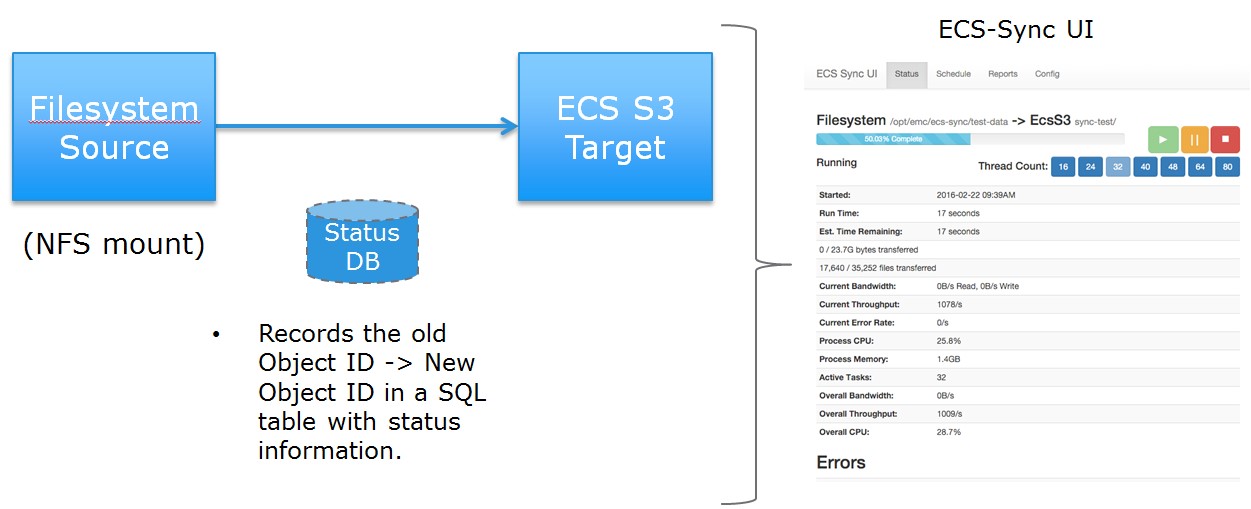 Filesystem
Source
ECS S3
Target
(NFS mount)
Status
DB
• Records the old
Object ID -> New
Object ID in a SQL
table with status
information.
ECS-Sync UI
ECS Sync UI Status Schedule Reports Config
Filesystem /opt/emc/ecs-sync/test-data -> EcsS3 sync-test/
50.03% Complete
Running Thread Count: 16 24 32 40 48 64 80
Started: 2016-02-22 09:39AM
Run Time: 17 seconds
Est. Time Remaining: 17 seconds
0 / 23.7G bytes transferred
17,640 / 35,252 files transferred
Current Bandwidth: 0B/s Read, 0B/s Write
Current Throughput: 1078/s
Current Error Rate: 0/s
Process CPU: 25.8%
Process Memory: 1.4GB
Active Tasks: 32
Overall Bandwidth: 0B/s
Overall Throughput: 1009/s
Overall CPU: 28.7%
Errors